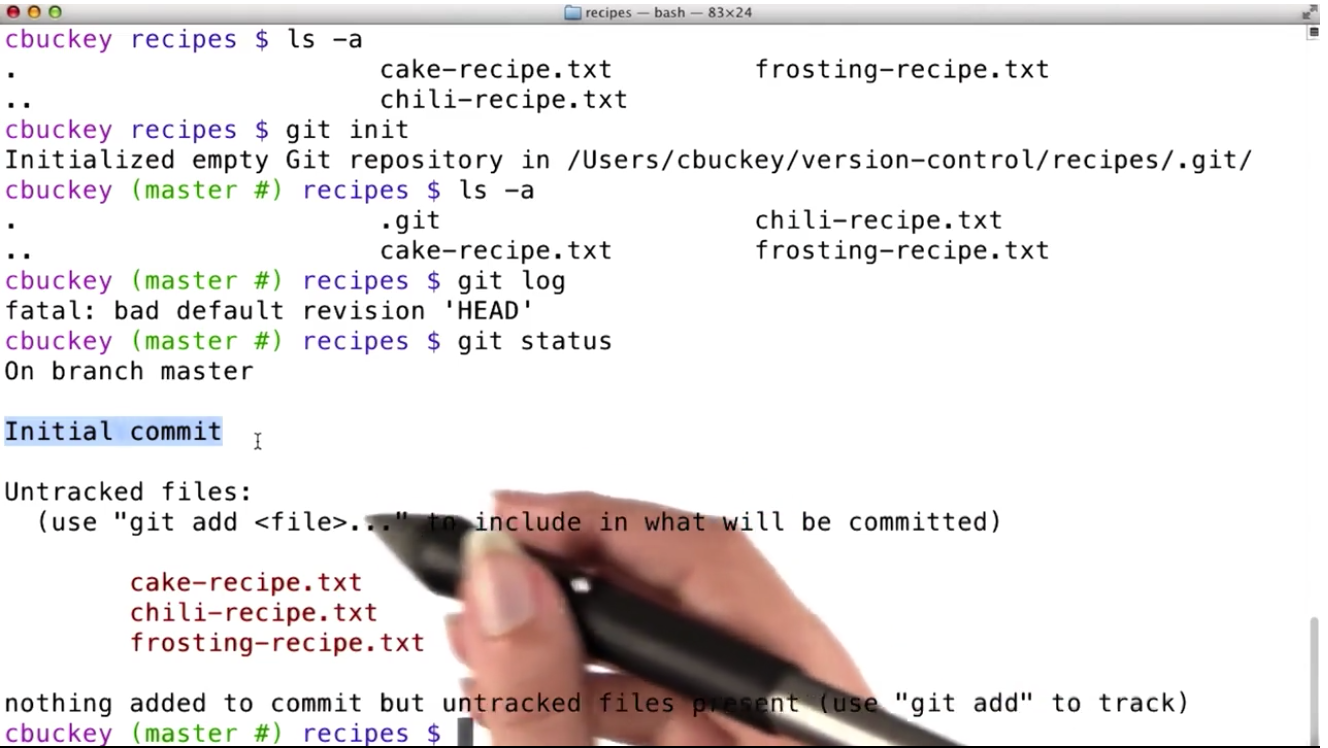 recipes — bash — 83×24
cbuckey recipes $ ls -a
. cake-recipe.txt frosting-recipe.txt
.. chili-recipe.txt
cbuckey recipes $ git init
Initialized empty Git repository in /Users/cbuckey/version-control/recipes/.git/
cbuckey (master #) recipes $ ls -a
. .git chili-recipe.txt
.. cake-recipe.txt frosting-recipe.txt
cbuckey (master #) recipes $ git log
fatal: bad default revision 'HEAD'
cbuckey (master #) recipes $ git status
On branch master
Initial commit
Untracked files:
(use "git add <file>..." to include in what will be committed)
cake-recipe.txt
chili-recipe.txt
frosting-recipe.txt
nothing added to commit but untracked files present (use "git add" to track)
cbuckey (master #) recipes $